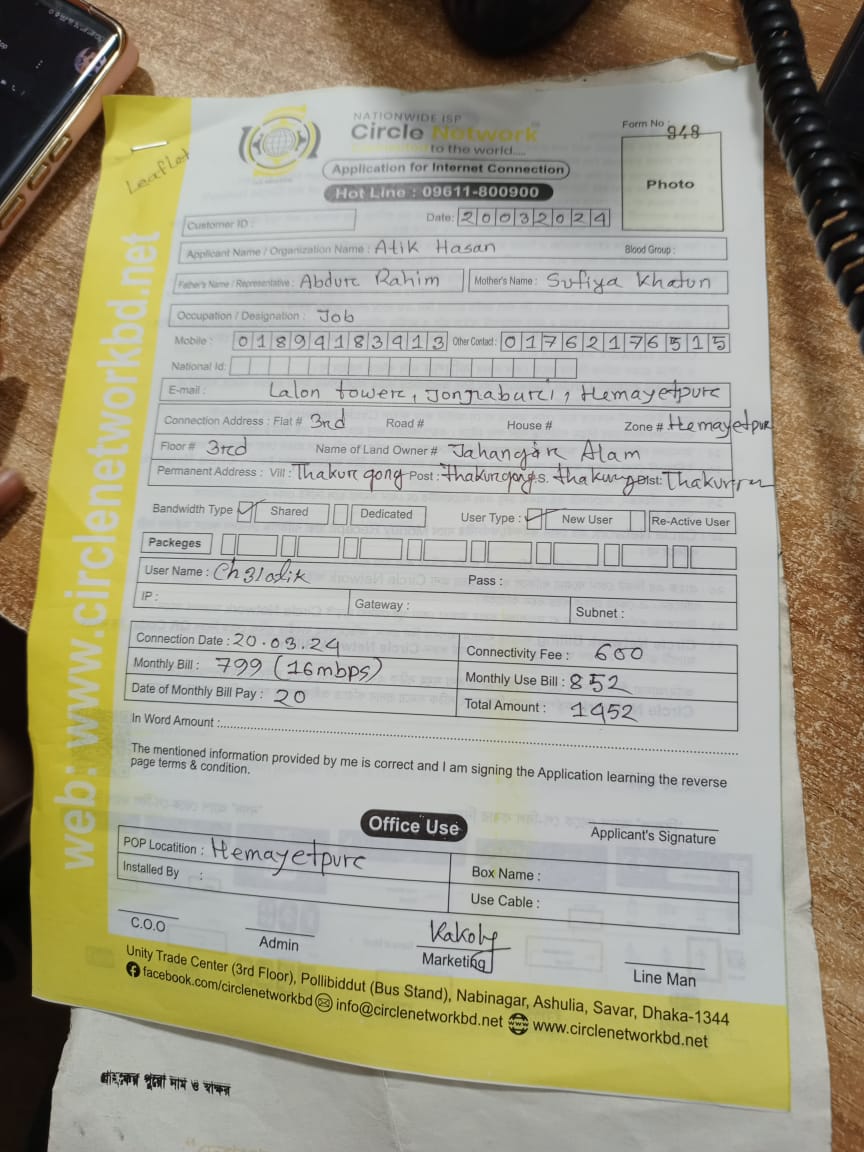 Leaflet
NATIONWIDE ISP
Circle Network
Connected to the world....
Form No : 948
Photo
Application for Internet Connection
Hot Line : 09611-800900
Customer ID :
Date: 20032024
Applicant Name / Organization Name : Atik Hasan Blood Group :
Father's Name / Representative : Abdur Rahim Mother's Name : Sufiya Khatun
Occupation / Designation : Job
Mobile : 01894183913 Other Contact : 01762176515
National Id:
E-mail : Lalon tower, Jongraburi, Hemayetpur
Connection Address : Flat # 3rd Road # House # Zone # Hemayetpur
Floor # 3rd Name of Land Owner # Jahangir Alam
Permanent Address : Vill : Thakurgong Post : Thakurgong
Bandwidth Type Shared Dedicated User Type : New User Re-Active User
Packeges
User Name : Pass :
IP : Gateway : Subnet :
Connection Date : 20.03.24 Connectivity Fee : 600
Monthly Bill : 799 (16mbps) Monthly Use Bill : 852
Date of Monthly Bill Pay : 20 Total Amount : 1452
In Word Amount :
The mentioned information provided by me is correct and I am signing the Application learning the reverse
page terms & condition.
Applicant's Signature
Office Use
POP Locatition : Hemayetpur Box Name :
Installed By : Use Cable :
C.O.O Admin Kakoly Marketing Line Man
Unity Trade Center (3rd Floor), Pollibiddut (Bus Stand), Nabinagar, Ashulia, Savar, Dhaka-1344
facebook.com/circlenetworkbd info@circlenetworkbd.net www.circlenetworkbd.net
web: www.circlenetworkbd.net
গ্রাহকের পুরো নাম ও স্বাক্ষর